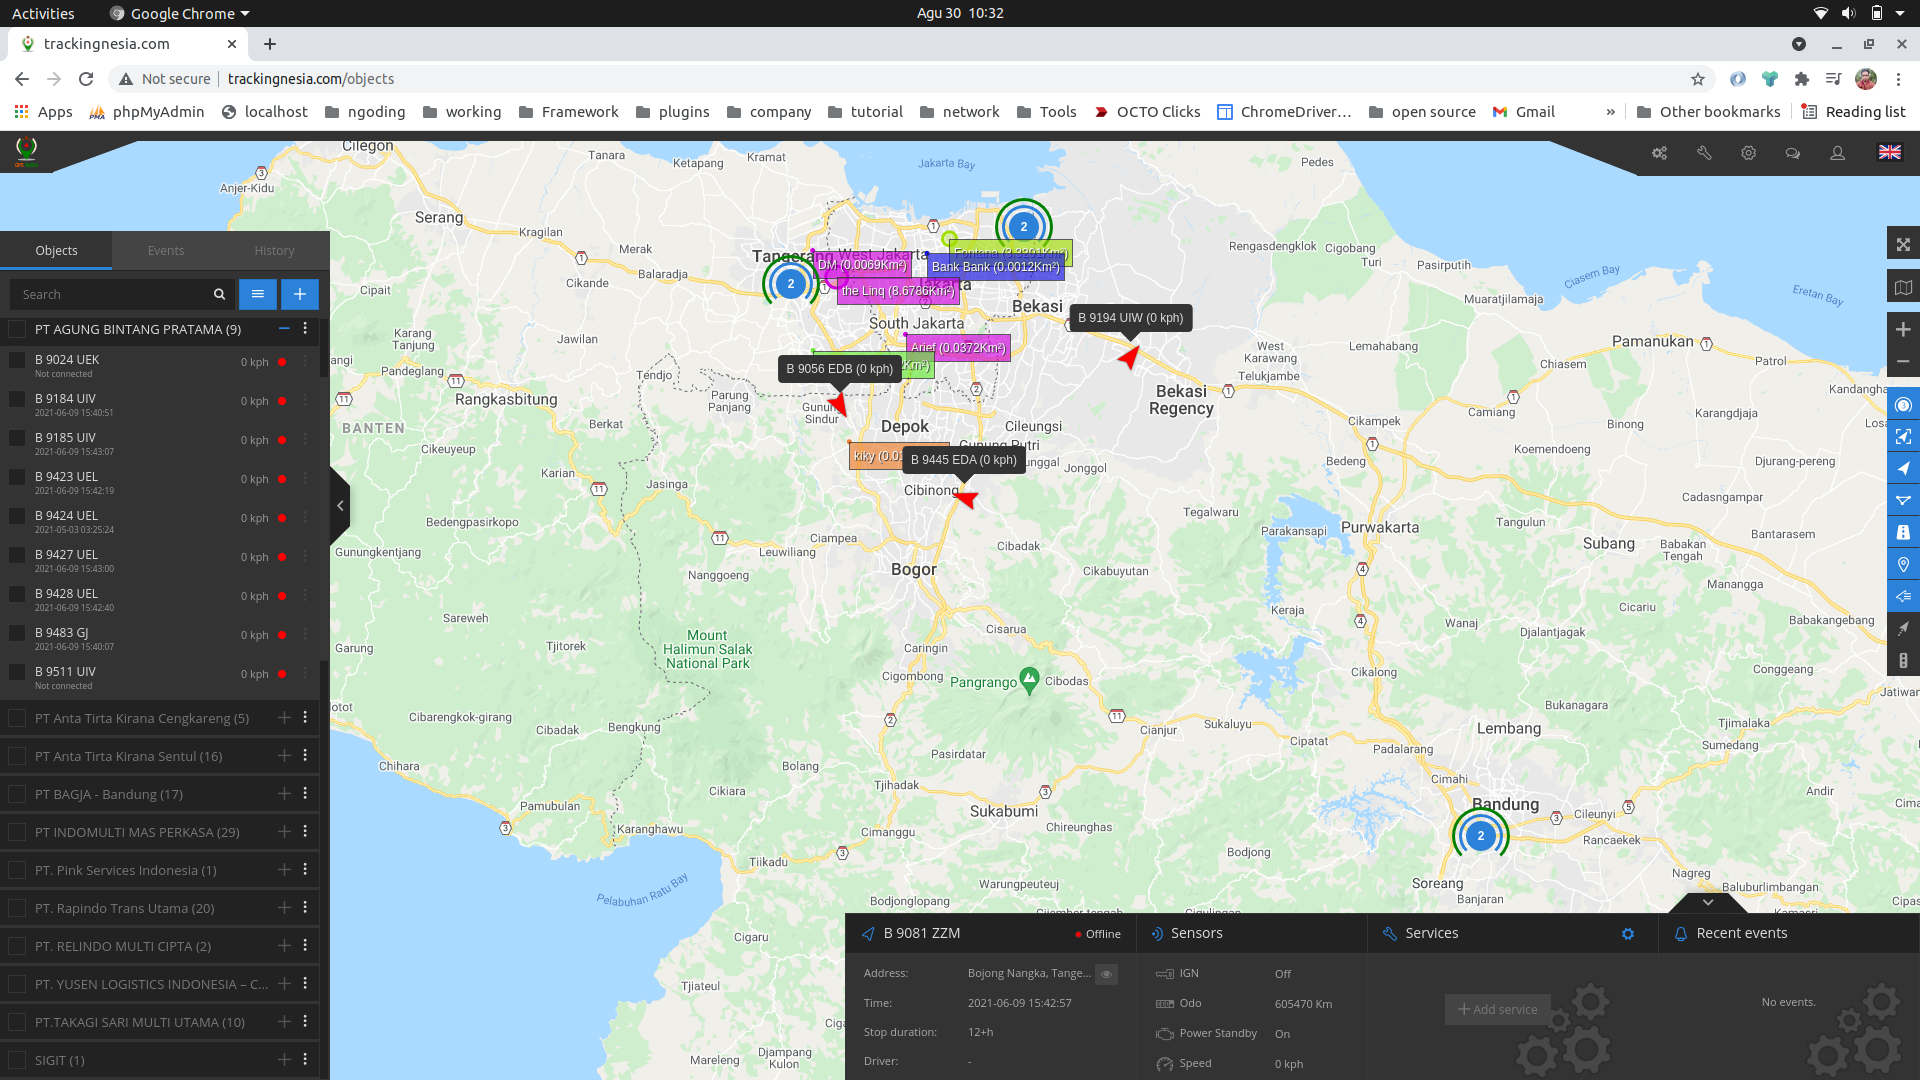 Activities
Google Chrome
Agu 30 10:32
trackingnesia.com
Not secure
trackingnesia.com/objects
Apps
phpMyAdmin
localhost
ngoding
working
Framework
plugins
company
tutorial
network
Tools
OCTO Clicks
ChromeDriver…
open source
Gmail
»
Other bookmarks
Reading list
Objects
Events
History
Search
PT AGUNG BINTANG PRATAMA (9)
B 9024 UEK
Not connected
0 kph
B 9184 UIV
2021-06-09 15:40:51
0 kph
B 9185 UIV
2021-06-09 15:43:07
0 kph
B 9423 UEL
2021-06-09 15:42:19
0 kph
B 9424 UEL
2021-05-03 03:25:24
0 kph
B 9427 UEL
2021-06-09 15:43:00
0 kph
B 9428 UEL
2021-06-09 15:42:40
0 kph
B 9483 GJ
2021-06-09 15:40:07
0 kph
B 9511 UIV
Not connected
0 kph
PT Anta Tirta Kirana Cengkareng (5)
PT Anta Tirta Kirana Sentul (16)
PT BAGJA - Bandung (17)
PT INDOMULTI MAS PERKASA (29)
PT. Pink Services Indonesia (1)
PT. Rapindo Trans Utama (20)
PT. RELINDO MULTI CIPTA (2)
PT. YUSEN LOGISTICS INDONESIA – C...
PT.TAKAGI SARI MULTI UTAMA (10)
SIGIT (1)
Cilegon
Tanara
Kramat
Ketapang
Jakarta Bay
Pedes
Anjer-Kidu
Serang
Kragilan
Merak
Balaradja
Cikande
Cipait
Karang Tanjung
Pandeglang
Jawilan
Tendjo
Rangkasbitung
Parung Panjang
BANTEN
Cikeuyeup
Berkat
Karian
Jasinga
Bedengpasirkopo
Gunungkentjang
Leuwiliang
Ciampea
Nanggoeng
Sareweh
Tjitorek
Garung
Mount
Halimun Salak
National Park
Cibarengkok-girang
Cibadak
Bengkung
Chihara
Bolang
Cikiara
Pamubulan
Karanghawu
Tjikadu
Pelabuhan Ratu Bay
Tangerang
West Jakarta
2
2
DM (0.0069Km²)
Bank Bank (0.0012Km²)
the Linq (8.6786Km²)
South Jakarta
Arief (0.0372Km²)
Bekasi
B 9194 UIW (0 kph)
B 9056 EDB (0 kph)
Gunung Sindur
Depok
Cileungsi
Gunung Putri
Jonggol
B 9445 EDA (0 kph)
Cibinong
Cibadak
Cikabuyutan
Bogor
Cisarua
Caringin
Cigombong
Pangrango
Cibodas
Pasirdatar
Tjihadak
Cimanggu
Sukabumi
Chireunghas
Cianjur
Sukaluyu
Cipatat
Bodjong
Warungpeuteuj
Bodjonglopang
Cigaru
Tjiateul
Mareleng
Djampang Kulon
Bekasi Regency
West Karawang
Telukjambe
Rengasdengklok
Cigobang Turi
Pasirputih
Ciasem Bay
Eretan Bay
Muaratjilamaja
Chiasem
Lemahabang
Pamanukan
Patrol
Kandanghaur
Cikampek
Camiang
Karangdjaja
Koemendoeng
Bedeng
Djurang-pereng
Cadasngampar
Tegalwaru
Parakansapi
Purwakarta
Tangulun
Subang
Babakan Tengah
Bantarasem
Manangga
Cicariu
Keraja
Wanaj
Djalantjagak
Babakangebang
Cikalong
Conggeang
Bukanagara
Tjimalaka
Lembang
Sumedang
Padalarang
Cimahi
Bandung
2
Cileunyi
Andir
Rancaekek
Soreang
Banjaran
Nagreg
Baluburlimbangan
B 9081 ZZM
Offline
Address:
Bojong Nangka, Tange...
Time:
2021-06-09 15:42:57
Stop duration:
12+h
Driver:
-
Sensors
IGN
Off
Odo
605470 Km
Power Standby
On
Speed
0 kph
Services
Add service
Recent events
No events.